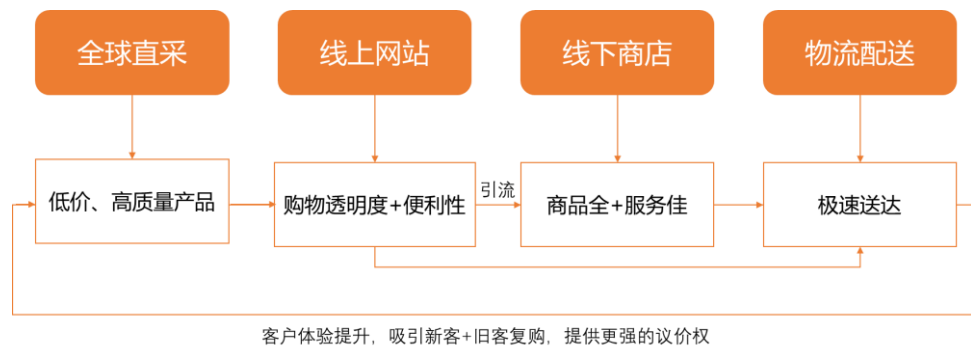 全球直采
线上网站
线下商店
物流配送
低价、高质量产品
购物透明度+便利性
引流
商品全+服务佳
极速送达
客户体验提升，吸引新客+旧客复购，提供更强的议价权